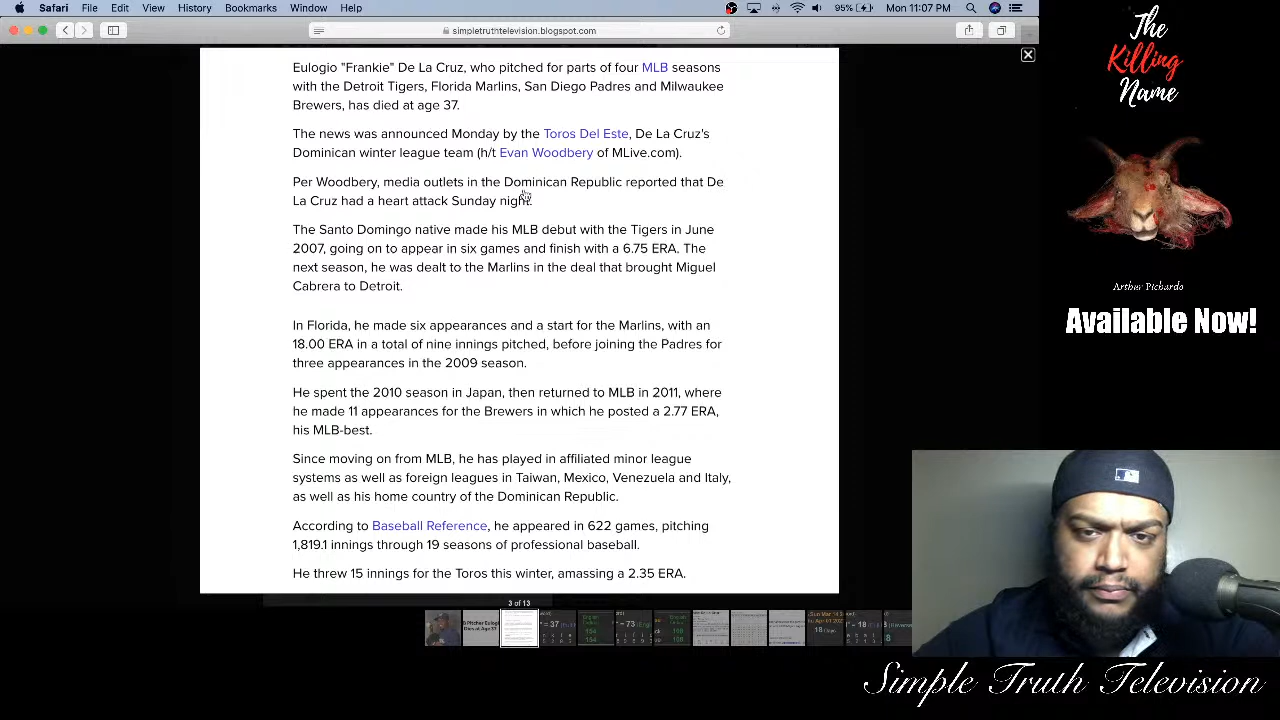 Safari File Edit View History Bookmarks Window Help
95% Mon 11:07 PM
simpletruthtelevision.blogspot.com
Eulogio "Frankie" De La Cruz, who pitched for parts of four MLB seasons
with the Detroit Tigers, Florida Marlins, San Diego Padres and Milwaukee
Brewers, has died at age 37.
The news was announced Monday by the Toros Del Este, De La Cruz's
Dominican winter league team (h/t Evan Woodbery of MLive.com).
Per Woodbery, media outlets in the Dominican Republic reported that De
La Cruz had a heart attack Sunday night.
The Santo Domingo native made his MLB debut with the Tigers in June
2007, going on to appear in six games and finish with a 6.75 ERA. The
next season, he was dealt to the Marlins in the deal that brought Miguel
Cabrera to Detroit.
In Florida, he made six appearances and a start for the Marlins, with an
18.00 ERA in a total of nine innings pitched, before joining the Padres for
three appearances in the 2009 season.
He spent the 2010 season in Japan, then returned to MLB in 2011, where
he made 11 appearances for the Brewers in which he posted a 2.77 ERA,
his MLB-best.
Since moving on from MLB, he has played in affiliated minor league
systems as well as foreign leagues in Taiwan, Mexico, Venezuela and Italy,
as well as his home country of the Dominican Republic.
According to Baseball Reference, he appeared in 622 games, pitching
1,819.1 innings through 19 seasons of professional baseball.
He threw 15 innings for the Toros this winter, amassing a 2.35 ERA.
3 of 13
The
Killing
Name
Arther Pichardo
Available Now!
Simple Truth Television